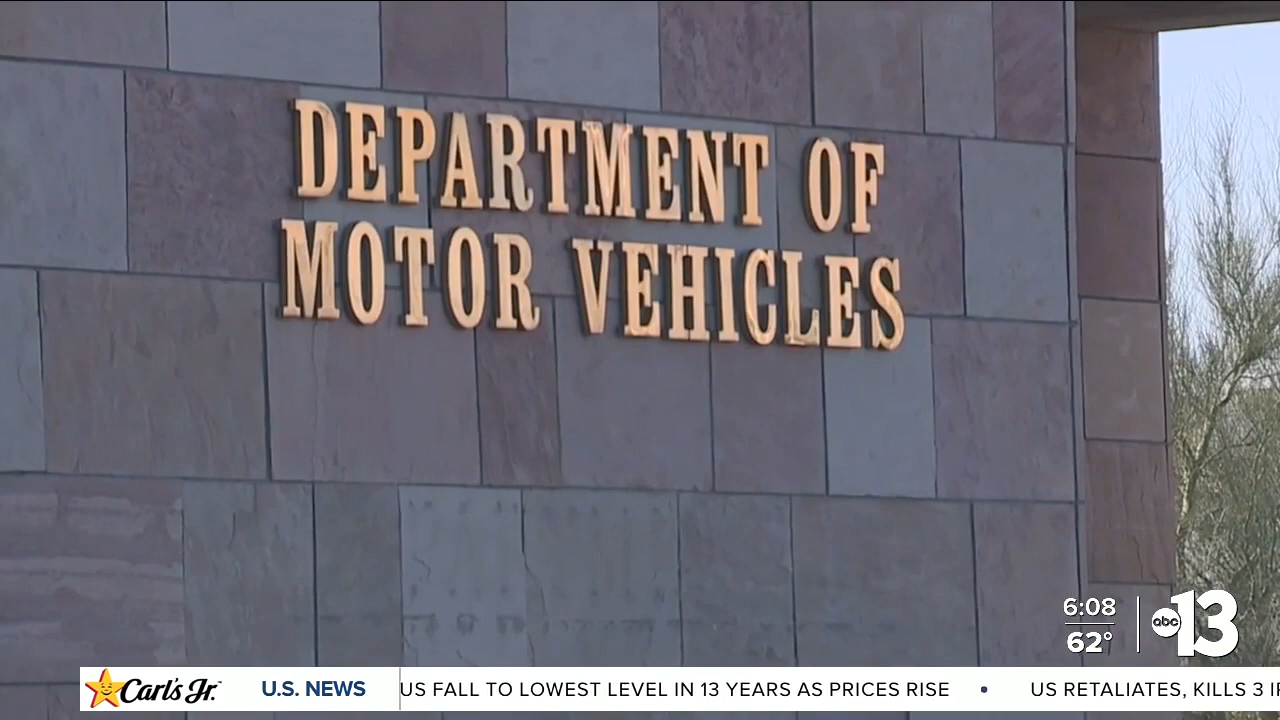 DEPARTMENT OF
MOTOR VEHICLES
6:08
62°
abc 13
Carl's Jr.
U.S. NEWS
US FALL TO LOWEST LEVEL IN 13 YEARS AS PRICES RISE • US RETALIATES, KILLS 3